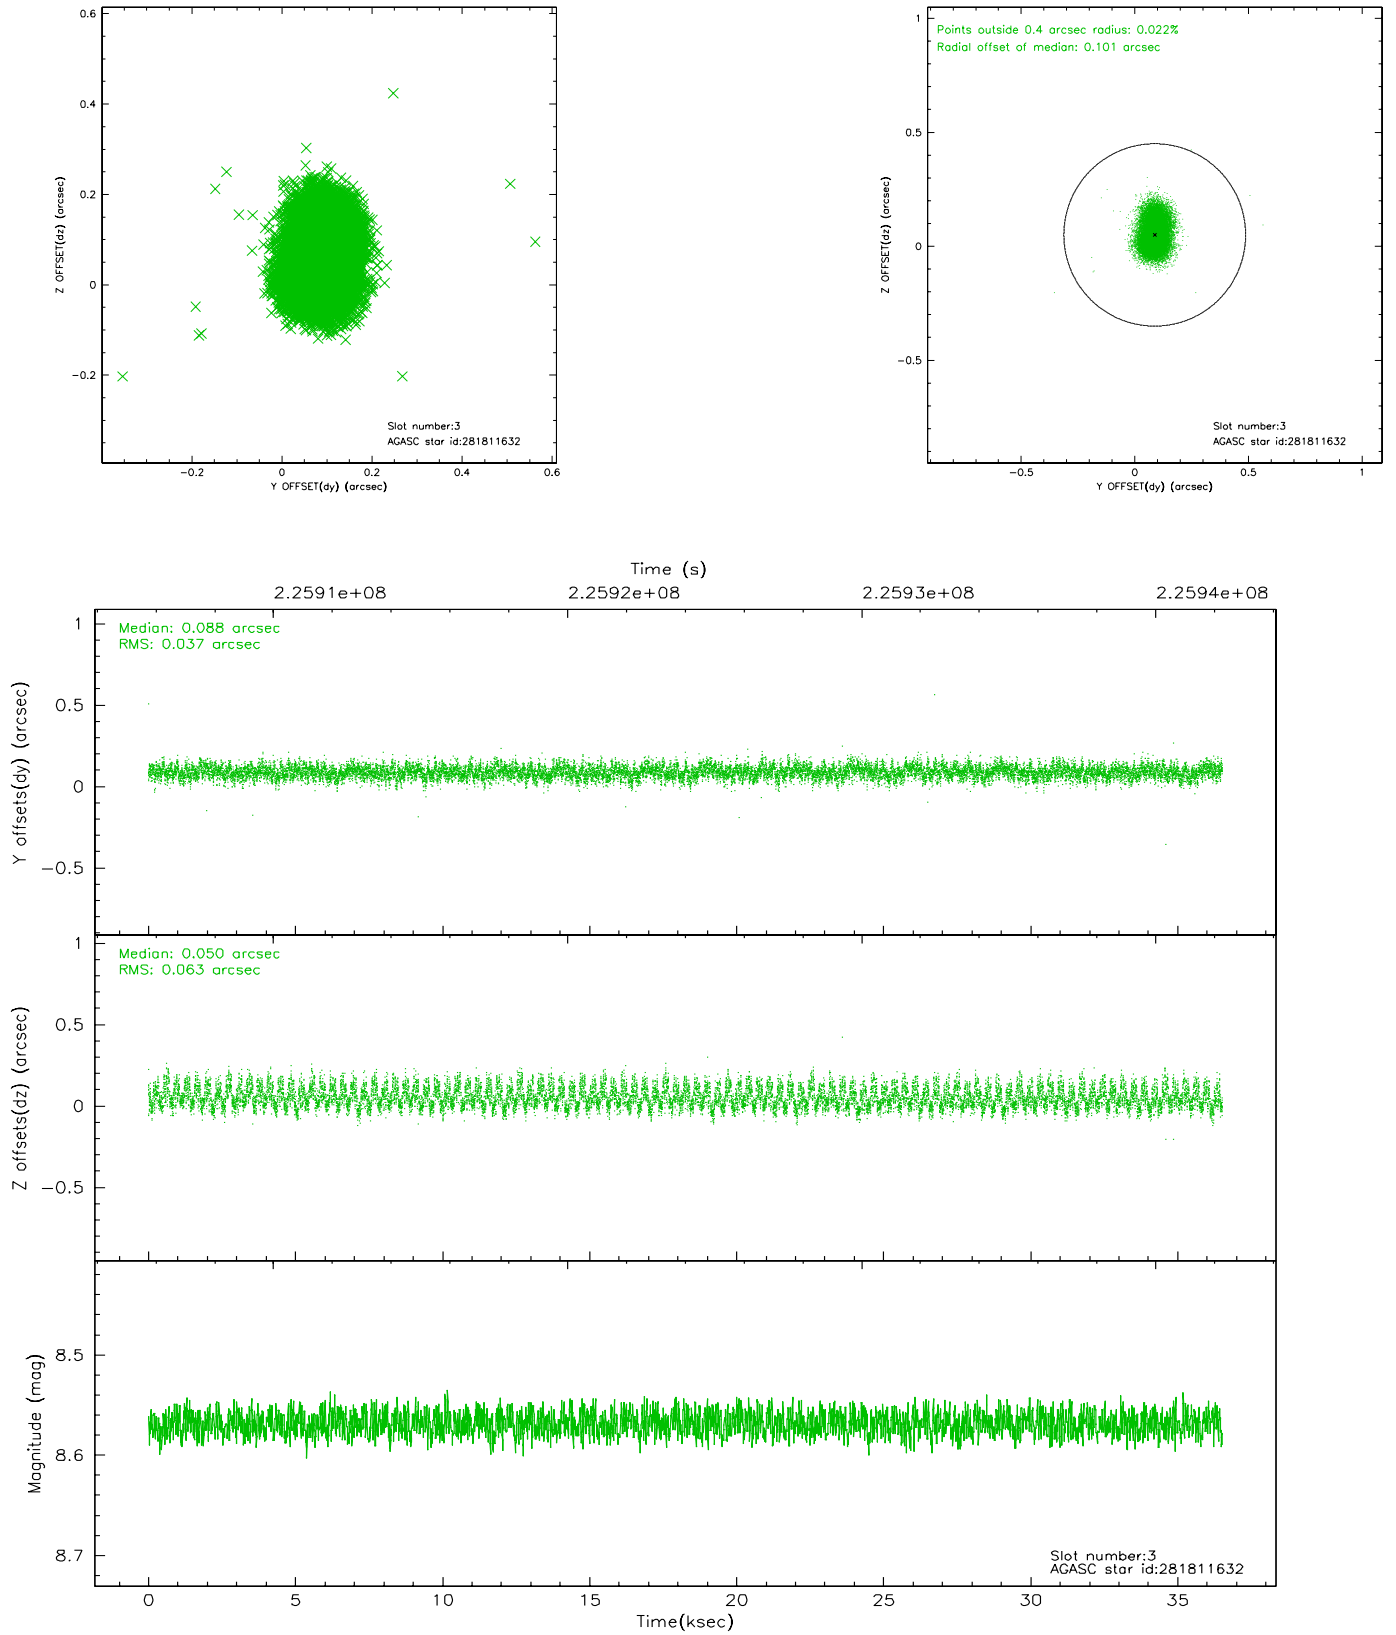 0.6
0.4
0.2
0
−0.2
−0.2 0 0.2 0.4 0.6
Z OFFSET(dz) (arcsec)
Y OFFSET(dy) (arcsec)
Slot number:3
AGASC star id:281811632
Points outside 0.4 arcsec radius: 0.022%
Radial offset of median: 0.101 arcsec
1
0.5
0
−0.5
−0.5 0 0.5 1
Z OFFSET(dz) (arcsec)
Y OFFSET(dy) (arcsec)
Slot number:3
AGASC star id:281811632
Time (s)
2.2591e+08 2.2592e+08 2.2593e+08 2.2594e+08
Median: 0.088 arcsec
RMS: 0.037 arcsec
1
0.5
0
−0.5
Y offsets(dy) (arcsec)
Median: 0.050 arcsec
RMS: 0.063 arcsec
1
0.5
0
−0.5
Z offsets(dz) (arcsec)
8.5
8.6
8.7
Magnitude (mag)
Slot number:3
AGASC star id:281811632
0 5 10 15 20 25 30 35
Time(ksec)